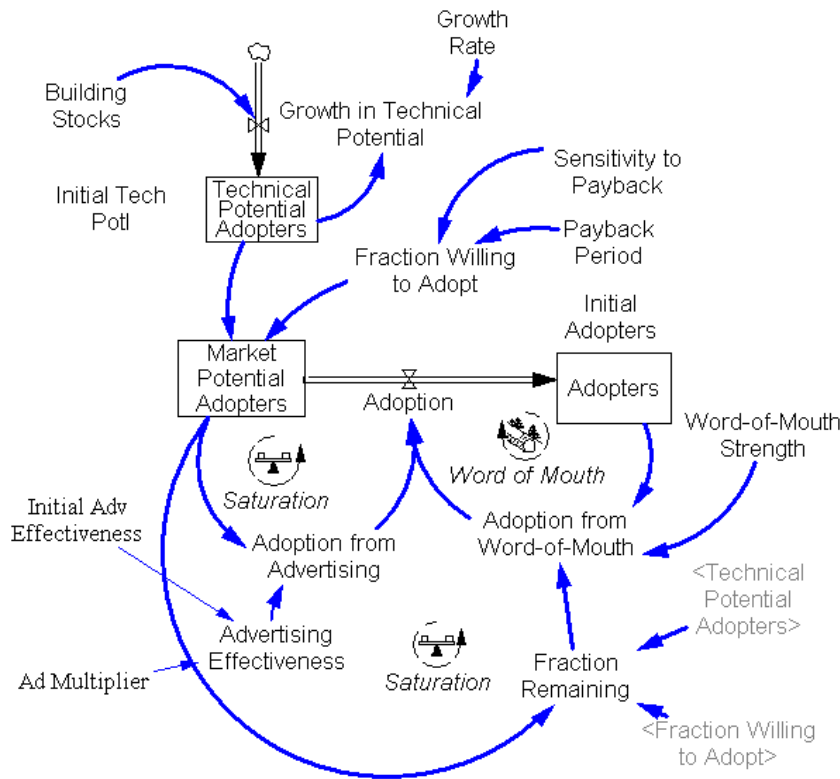 Growth
Rate
Building
Stocks
Growth in Technical
Potential
Sensitivity to
Payback
Initial Tech
Potl
Technical
Potential
Adopters
Payback
Period
Fraction Willing
to Adopt
Initial
Adopters
Market
Potential
Adopters
Adopters
Adoption
Word-of-Mouth
Strength
Word of Mouth
Saturation
Initial Adv
Effectiveness
Adoption from
Advertising
Adoption from
Word-of-Mouth
<Technical
Potential
Adopters>
Advertising
Effectiveness
Saturation
Fraction
Remaining
Ad Multiplier
<Fraction Willing
to Adopt>